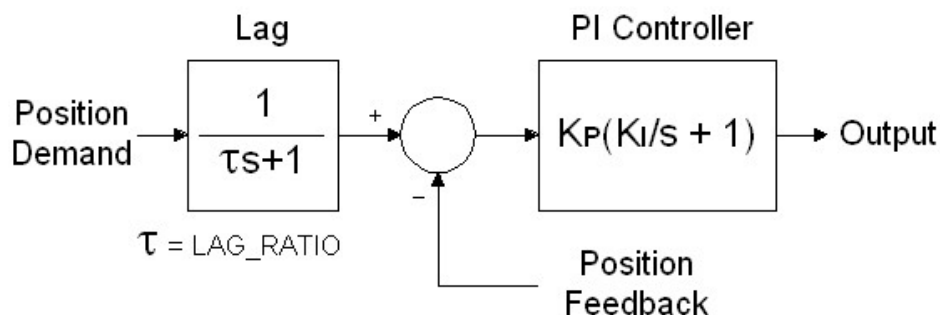 Lag
PI Controller
Position
Demand
1
τs+1
+
−
KP(KI/s + 1)
Output
τ = LAG_RATIO
Position
Feedback